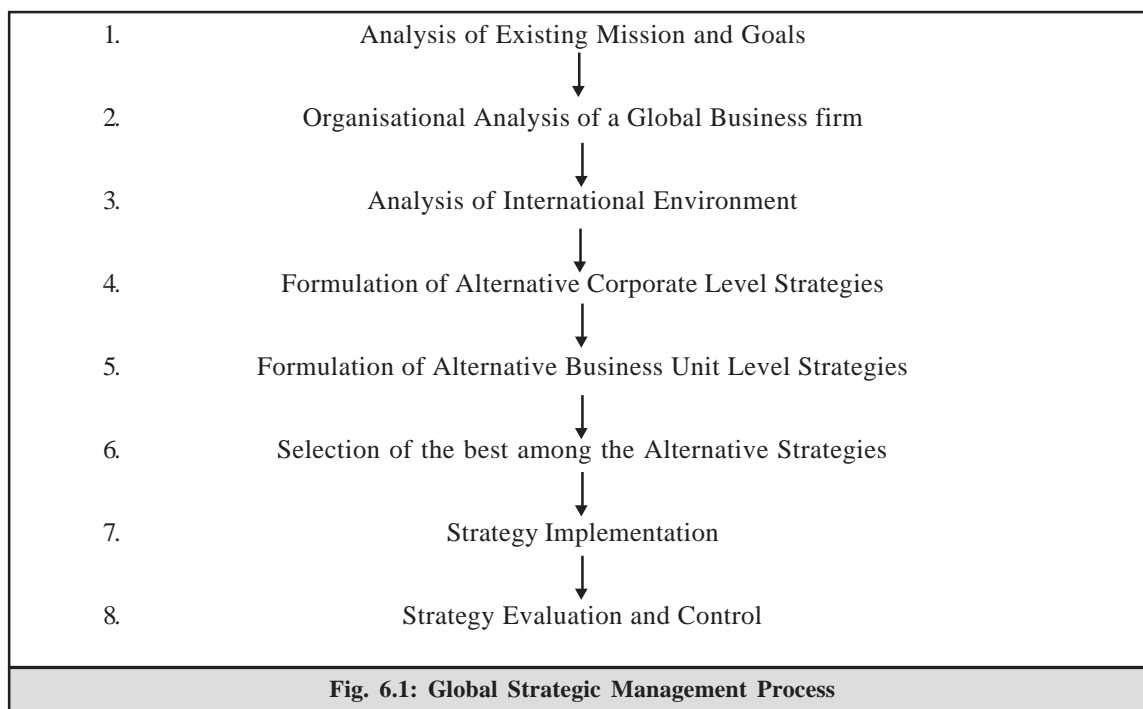 1. Analysis of Existing Mission and Goals
2. Organisational Analysis of a Global Business firm
3. Analysis of International Environment
4. Formulation of Alternative Corporate Level Strategies
5. Formulation of Alternative Business Unit Level Strategies
6. Selection of the best among the Alternative Strategies
7. Strategy Implementation
8. Strategy Evaluation and Control
Fig. 6.1: Global Strategic Management Process